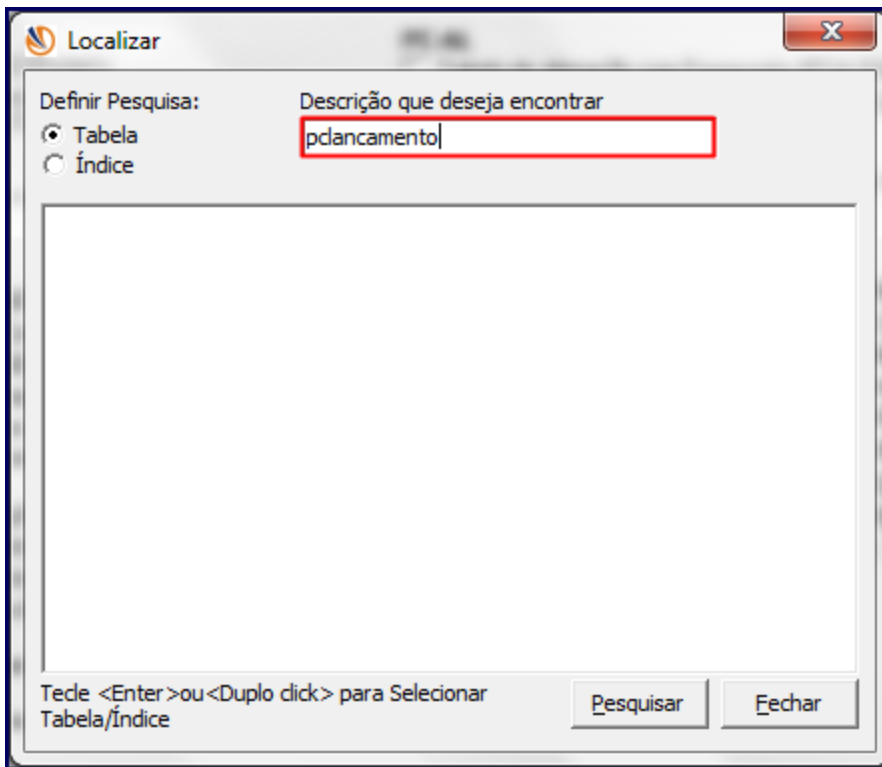 Localizar
Definir Pesquisa:
Descrição que deseja encontrar
Tabela
pclancamento
Índice
Tecle <Enter>ou<Duplo click> para Selecionar
Tabela/Índice
Pesquisar
Fechar